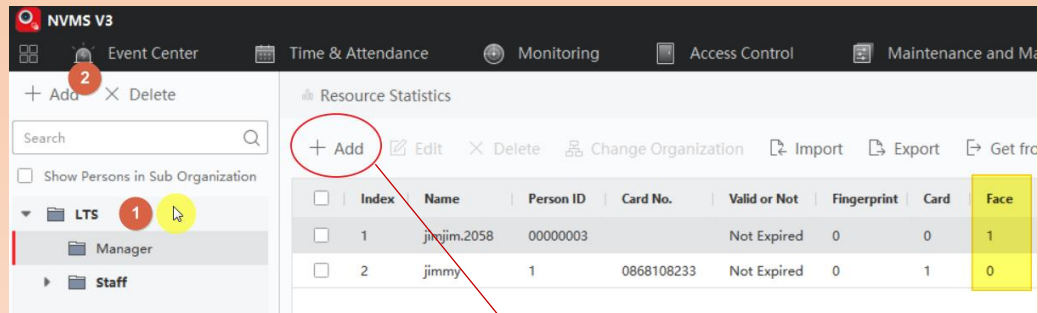 NVMS V3
Event Center Time & Attendance Monitoring Access Control Maintenance and Ma
2
+ Add × Delete Resource Statistics
Search
+ Add Edit × Delete Change Organization Import Export Get fro
Show Persons in Sub Organization
Index Name Person ID Card No. Valid or Not Fingerprint Card Face
LTS 1
1 jimjim.2058 00000003 Not Expired 0 0 1
Manager
2 jimmy 1 0868108233 Not Expired 0 1 0
Staff